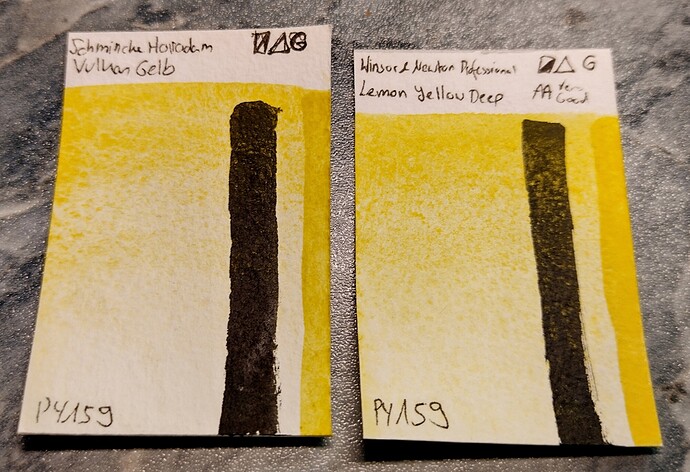 Schmincke Horadam
Vulkan Gelb
G
PY159
Winsor & Newton Professional
G
Lemon Yellow Deep
AA Very Good
PY159